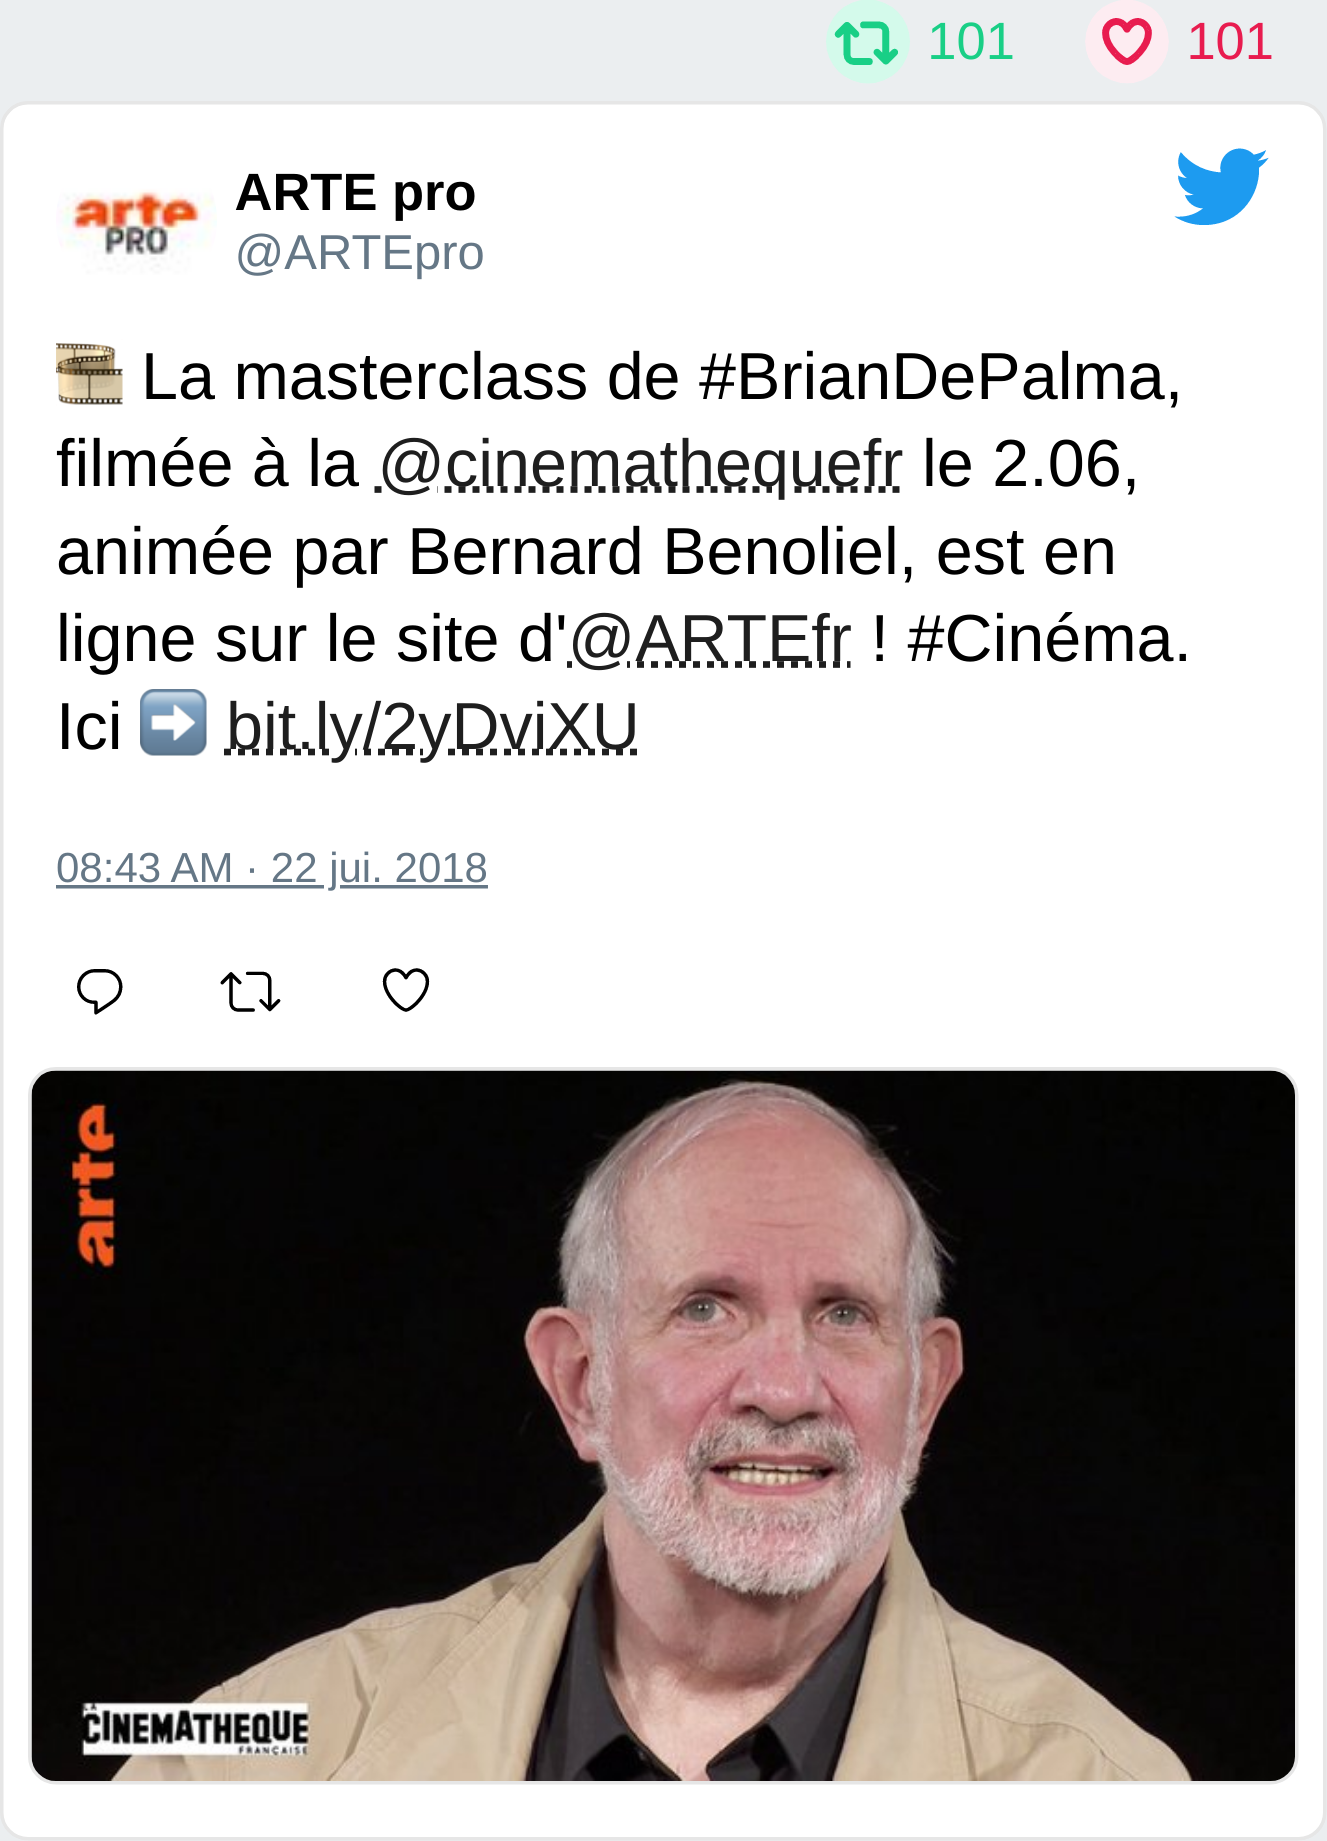 101 101
arte
PRO
ARTE pro
@ARTEpro
La masterclass de #BrianDePalma,
filmée à la @cinemathequefr le 2.06,
animée par Bernard Benoliel, est en
ligne sur le site d'@ARTEfr ! #Cinéma.
Ici ➡ bit.ly/2yDviXU
08:43 AM · 22 jui. 2018
arte
LA
CINEMATHEQUE
FRANÇAISE